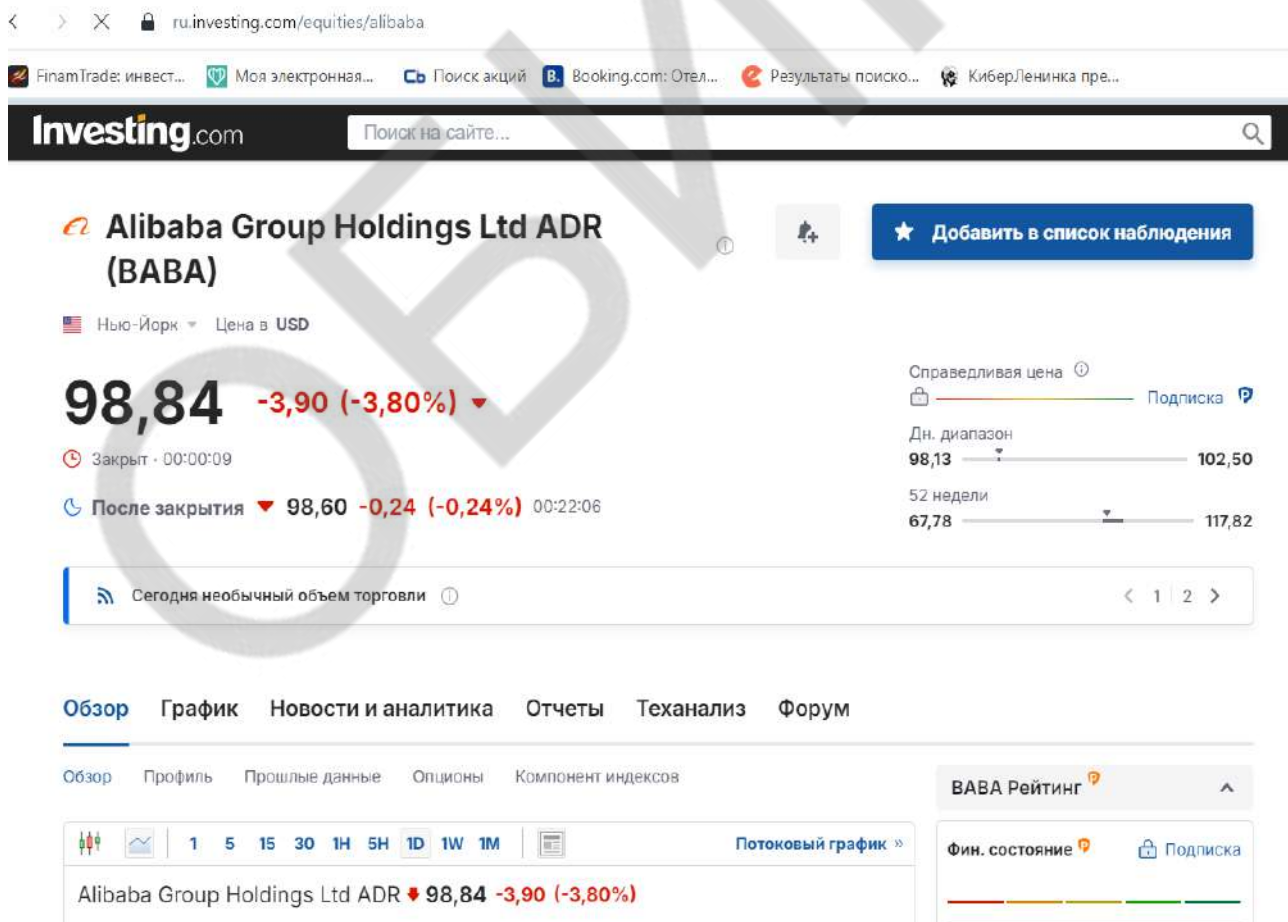 ru.investing.com/equities/alibaba
FinamTrade: инвест... Моя электронная... Сb Поиск акций B. Booking.com: Отел... Результаты поиско... КиберЛенинка пре...
Investing.com Поиск на сайте...
Alibaba Group Holdings Ltd ADR
(BABA)
Добавить в список наблюдения
Нью-Йорк Цена в USD
98,84 -3,90 (-3,80%)
Закрыт · 00:00:09
После закрытия 98,60 -0,24 (-0,24%) 00:22:06
Справедливая цена
Подписка
Дн. диапазон
98,13 102,50
52 недели
67,78 117,82
Сегодня необычный объем торговли
1 2
Обзор График Новости и аналитика Отчеты Теханализ Форум
Обзор Профиль Прошлые данные Опционы Компонент индексов
BABA Рейтинг
1 5 15 30 1H 5H 1D 1W 1M Потоковый график »
Фин. состояние Подписка
Alibaba Group Holdings Ltd ADR 98,84 -3,90 (-3,80%)